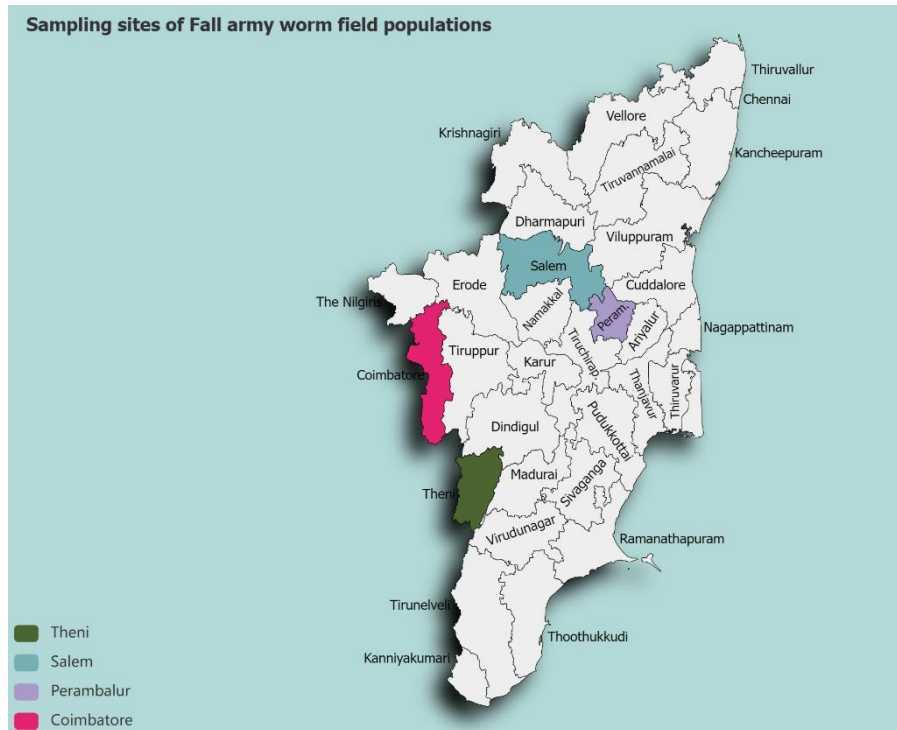 Sampling sites of Fall army worm field populations
Thiruvallur
Chennai
Vellore
Krishnagiri
Kancheepuram
Tiruvannamalai
Dharmapuri
Viluppuram
Salem
Erode
Cuddalore
The Nilgiris
Namakkal
Peram.
Ariyalur
Nagappattinam
Tiruppur
Tiruchirap.
Karur
Coimbatore
Thanjavur
Thiruvarur
Dindigul
Pudukkottai
Madurai
Sivaganga
Theni
Virudunagar
Ramanathapuram
Tirunelveli
Thoothukkudi
Kanniyakumari
Theni
Salem
Perambalur
Coimbatore